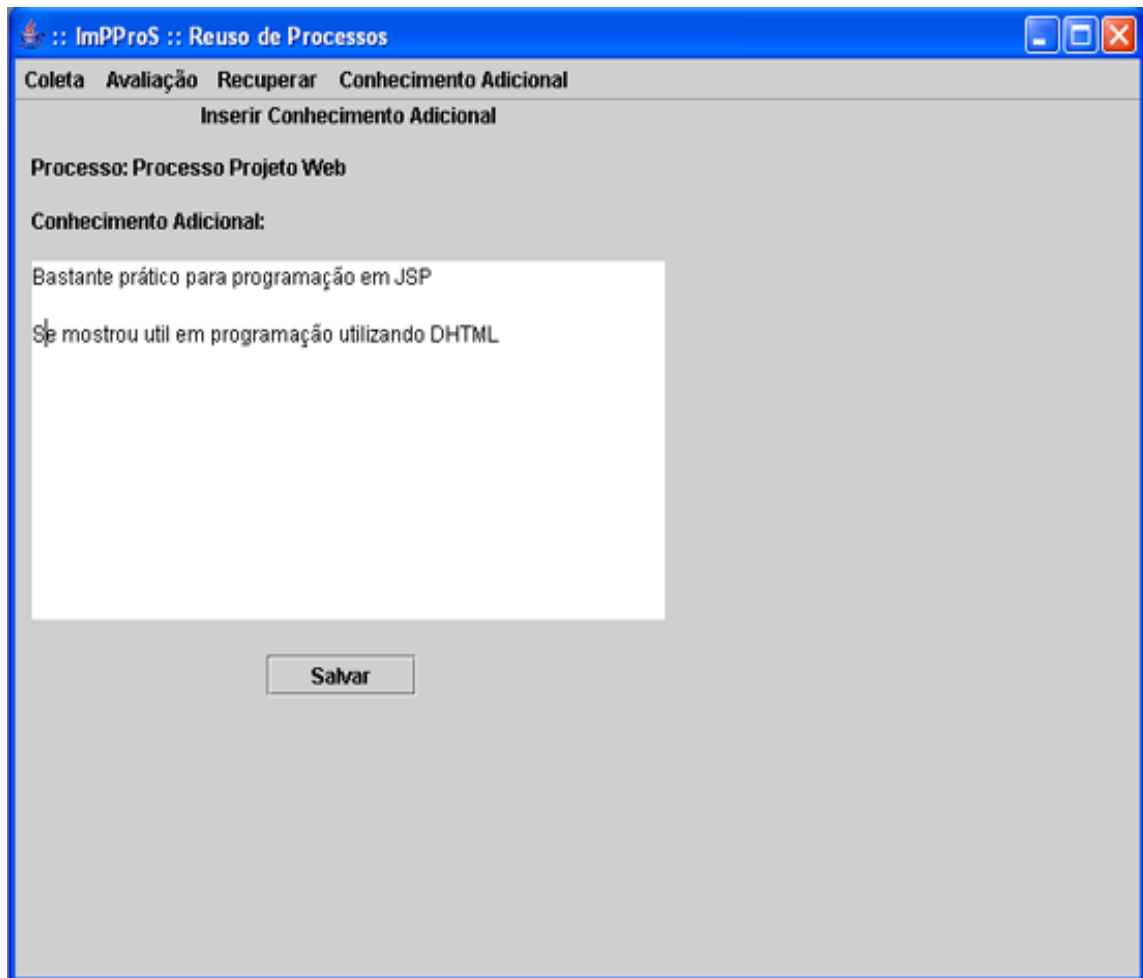 :: ImPProS :: Reuso de Processos
Coleta Avaliação Recuperar Conhecimento Adicional
Inserir Conhecimento Adicional
Processo: Processo Projeto Web
Conhecimento Adicional:
Bastante prático para programação em JSP
Se mostrou util em programação utilizando DHTML
Salvar